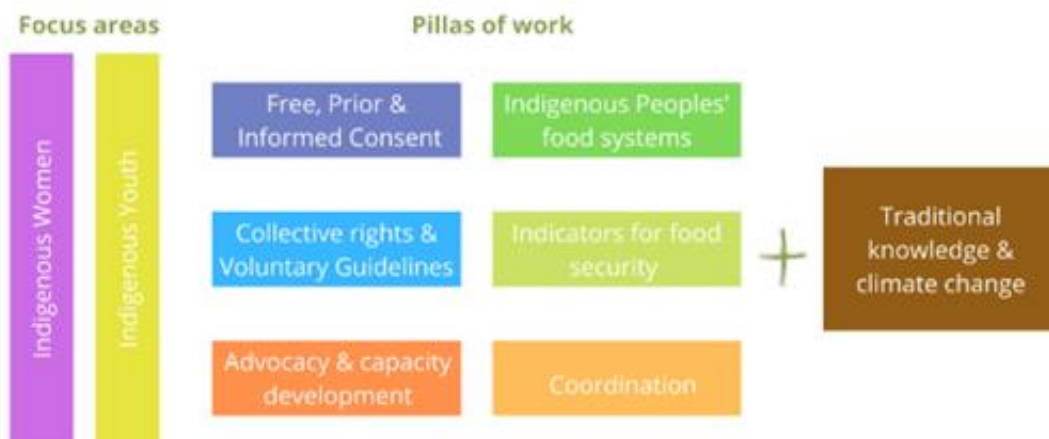 Focus areas
Pillas of work
Indigenous Women
Indigenous Youth
Free, Prior &
Informed Consent
Indigenous Peoples'
food systems
Collective rights &
Voluntary Guidelines
Indicators for food
security
Advocacy & capacity
development
Coordination
+
Traditional
knowledge &
climate change